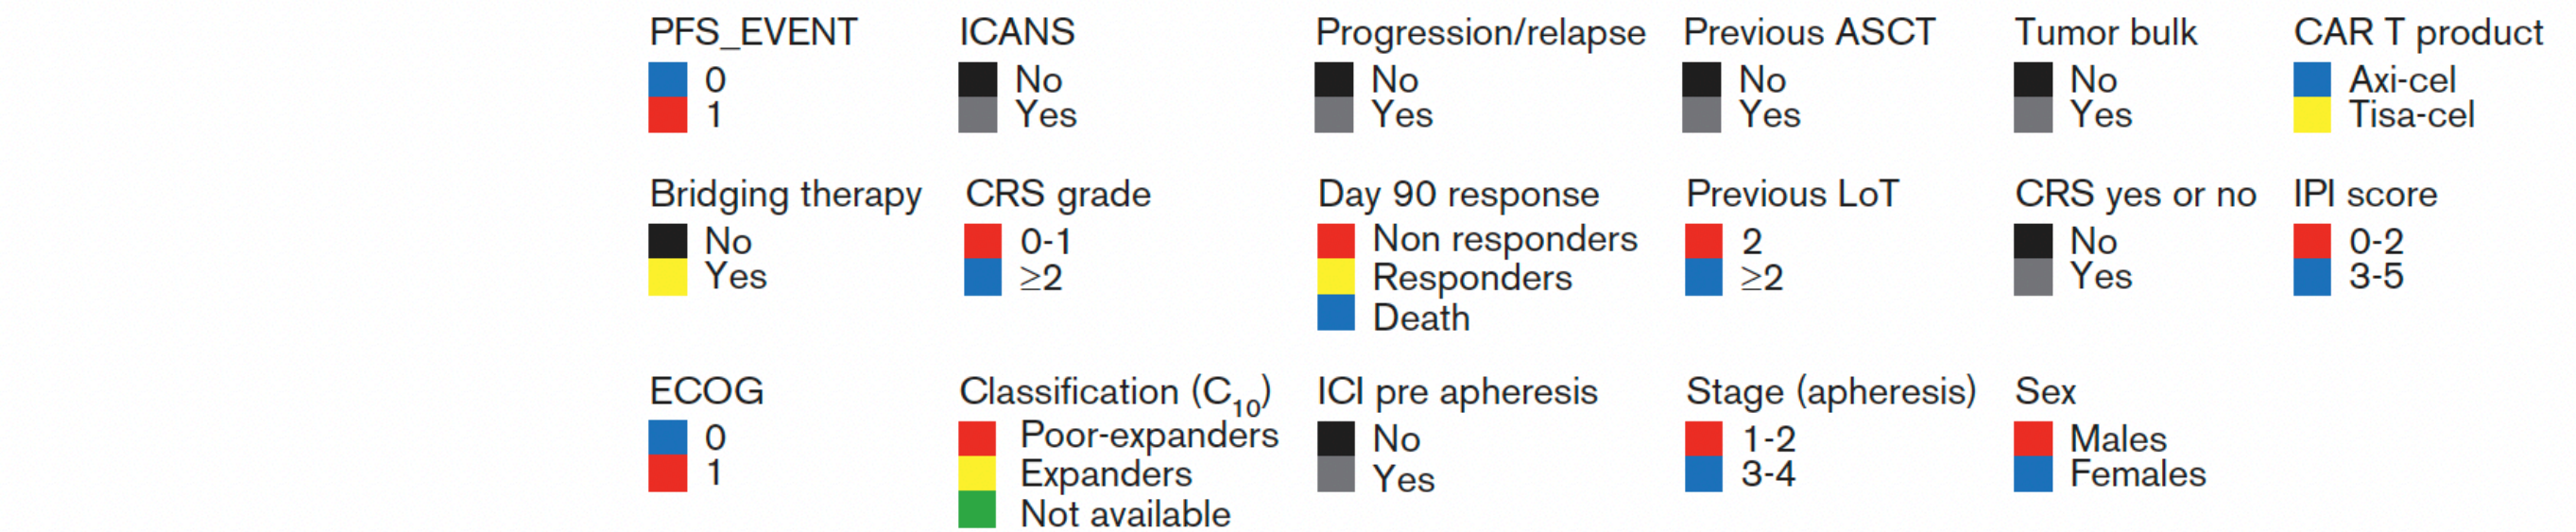 PFS_EVENT ICANS Progression/relapse Previous ASCT Tumor bulk CAR T product
0 No No No No Axi-cel
1 Yes Yes Yes Yes Tisa-cel
Bridging therapy CRS grade Day 90 response Previous LoT CRS yes or no IPI score
No 0-1 Non responders 2 No 0-2
Yes ≥2 Responders ≥2 Yes 3-5
Death
ECOG Classification (C10) ICI pre apheresis Stage (apheresis) Sex
0 Poor-expanders No 1-2 Males
1 Expanders Yes 3-4 Females
Not available